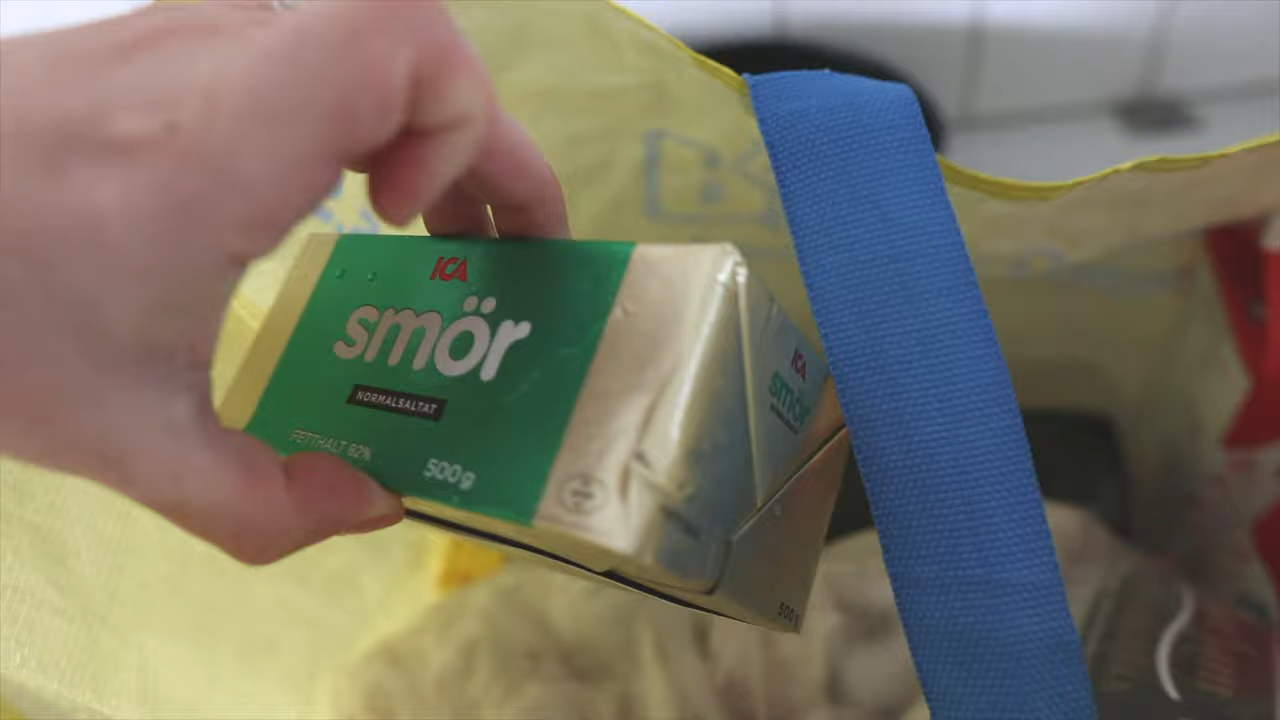 ICA
smör
NORMALSALTAT
FETTHALT 82%
500g
ICA
smör
500g